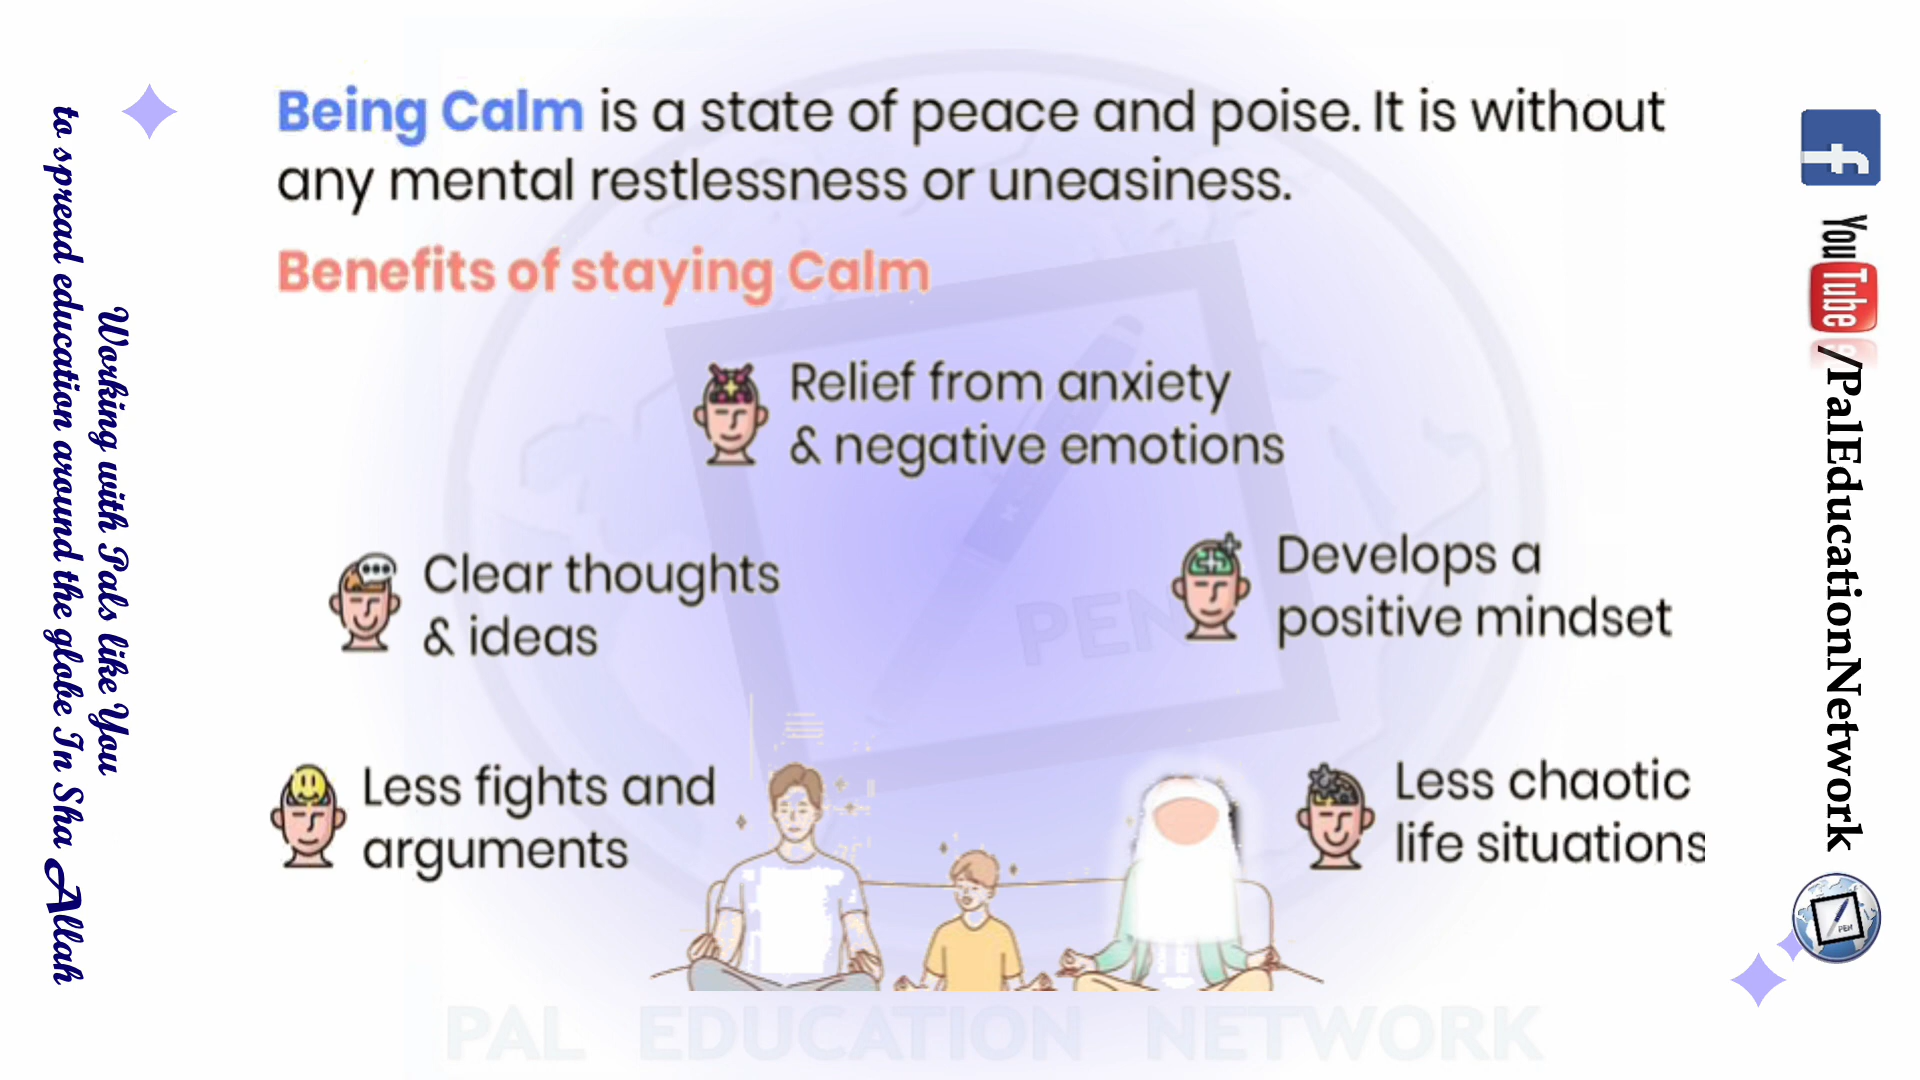 Being Calm is a state of peace and poise. It is without
any mental restlessness or uneasiness.
Benefits of staying Calm
Relief from anxiety
& negative emotions
Clear thoughts
& ideas
Develops a
positive mindset
Less fights and
arguments
Less chaotic
life situations
Working with Pals like You
to spread education around the globe In Sha Allah
f YouTube /PalEducationNetwork
PEN
PEN
PAL EDUCATION NETWORK